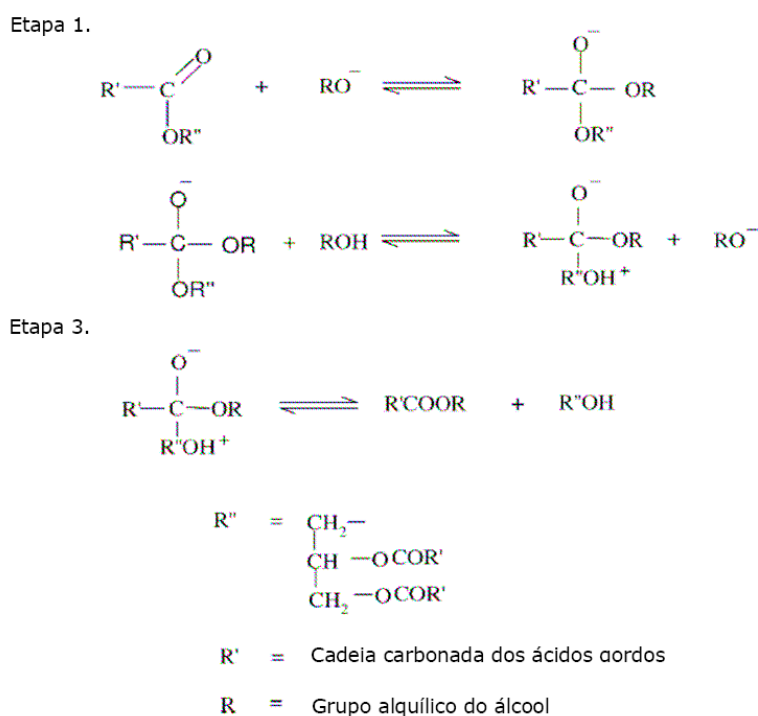 Etapa 1.
R' C O OR" + RO⁻ ⇌ R' C O⁻ OR OR"
R' C O⁻ OR OR" + ROH ⇌ R' C O⁻ OR R"OH⁺ + RO⁻
Etapa 3.
R' C O⁻ OR R"OH⁺ ⇌ R'COOR + R"OH
R" = CH₂—
CH —OCOR'
CH₂ —OCOR'
R' = Cadeia carbonada dos ácidos gordos
R = Grupo alquílico do álcool